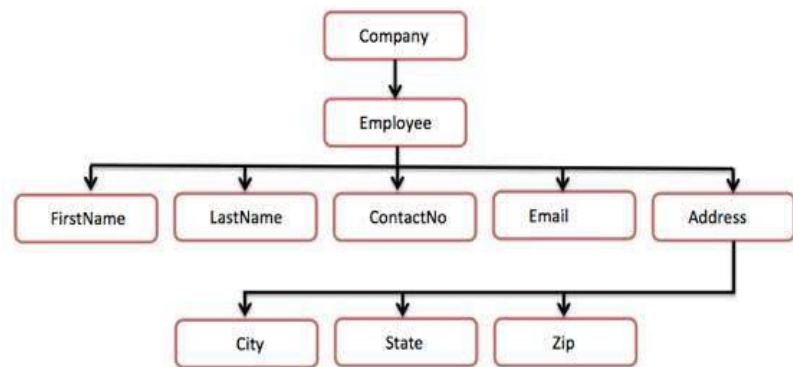 Company
Employee
FirstName
LastName
ContactNo
Email
Address
City
State
Zip